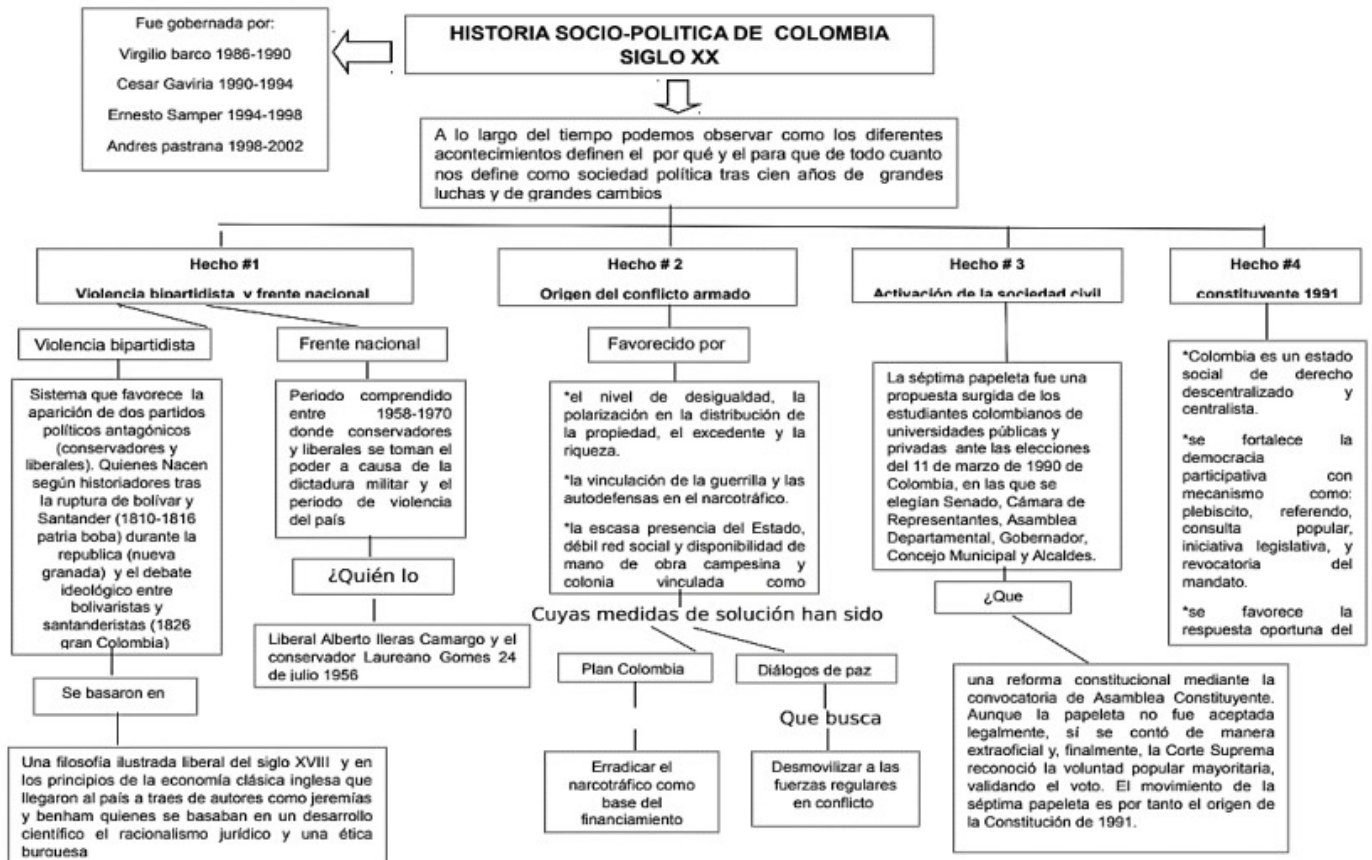 Fue gobernada por:
Virgilio barco 1986-1990
Cesar Gaviria 1990-1994
Ernesto Samper 1994-1998
Andres pastrana 1998-2002
HISTORIA SOCIO-POLITICA DE COLOMBIA
SIGLO XX
A lo largo del tiempo podemos observar como los diferentes
acontecimientos definen el por qué y el para que de todo cuanto
nos define como sociedad política tras cien años de grandes
luchas y de grandes cambios
Hecho #1
Violencia bipartidista y frente nacional
Violencia bipartidista
Sistema que favorece la
aparición de dos partidos
políticos antagónicos
(conservadores y
liberales). Quienes Nacen
según historiadores tras
la ruptura de bolívar y
Santander (1810-1816
patria boba) durante la
republica (nueva
granada) y el debate
ideológico entre
bolivaristas y
santanderistas (1826
gran Colombia)
Se basaron en
Una filosofía ilustrada liberal del siglo XVIII y en
los principios de la economía clásica inglesa que
llegaron al país a traes de autores como jeremías
y benham quienes se basaban en un desarrollo
científico el racionalismo jurídico y una ética
burguesa
Frente nacional
Periodo comprendido
entre 1958-1970
donde conservadores
y liberales se toman el
poder a causa de la
dictadura militar y el
periodo de violencia
del país
¿Quién lo
Liberal Alberto lleras Camargo y el
conservador Laureano Gomes 24
de julio 1956
Hecho # 2
Origen del conflicto armado
Favorecido por
*el nivel de desigualdad, la
polarización en la distribución de
la propiedad, el excedente y la
riqueza.
*la vinculación de la guerrilla y las
autodefensas en el narcotráfico.
*la escasa presencia del Estado,
débil red social y disponibilidad de
mano de obra campesina y
colonia vinculada como
Cuyas medidas de solución han sido
Plan Colombia
Erradicar el
narcotráfico como
base del
financiamiento
Diálogos de paz
Que busca
Desmovilizar a las
fuerzas regulares
en conflicto
Hecho # 3
Activación de la sociedad civil
La séptima papeleta fue una
propuesta surgida de los
estudiantes colombianos de
universidades públicas y
privadas ante las elecciones
del 11 de marzo de 1990 de
Colombia, en las que se
elegían Senado, Cámara de
Representantes, Asamblea
Departamental, Gobernador,
Concejo Municipal y Alcaldes.
¿Que
una reforma constitucional mediante la
convocatoria de Asamblea Constituyente.
Aunque la papeleta no fue aceptada
legalmente, sí se contó de manera
extraoficial y, finalmente, la Corte Suprema
reconoció la voluntad popular mayoritaria,
validando el voto. El movimiento de la
séptima papeleta es por tanto el origen de
la Constitución de 1991.
Hecho #4
constituyente 1991
*Colombia es un estado
social de derecho
descentralizado y
centralista.
*se fortalece la
democracia
participativa con
mecanismo como:
plebiscito, referendo,
consulta popular,
iniciativa legislativa, y
revocatoria del
mandato.
*se favorece la
respuesta oportuna del